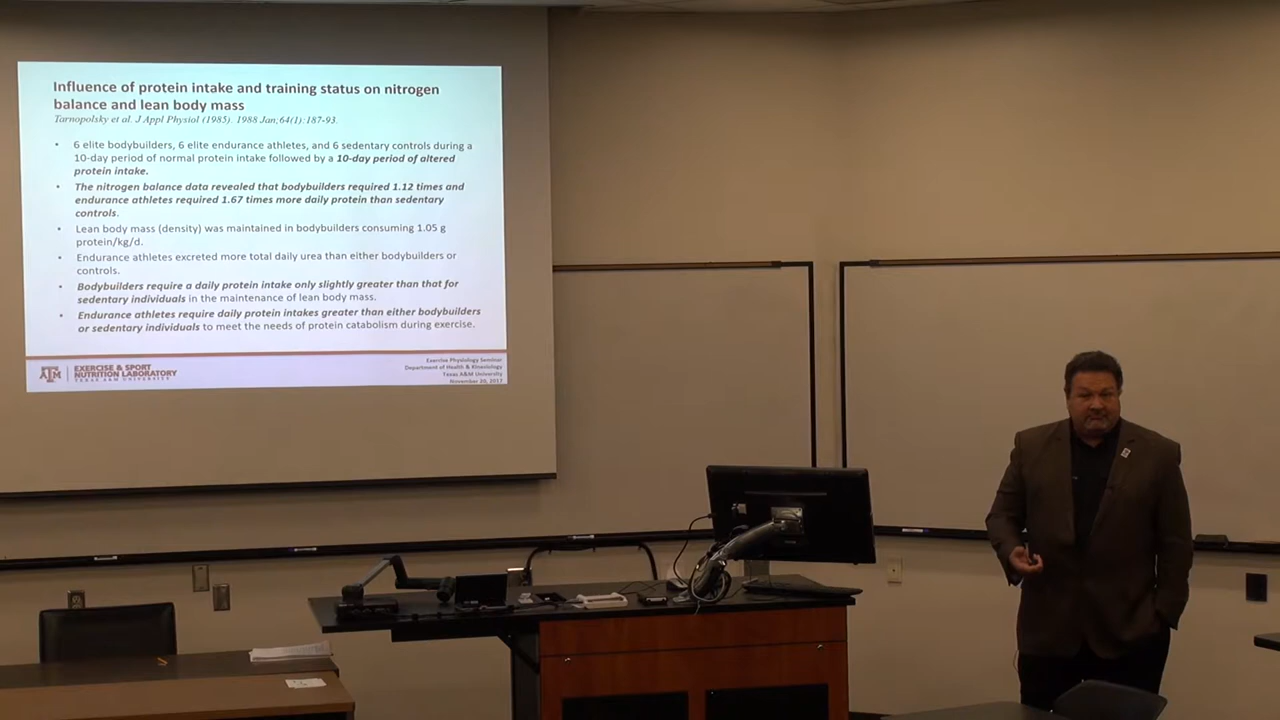 Influence of protein intake and training status on nitrogen
balance and lean body mass
Tarnopolsky et al. J Appl Physiol (1985). 1988 Jan;64(1):187-93.
• 6 elite bodybuilders, 6 elite endurance athletes, and 6 sedentary controls during a
10-day period of normal protein intake followed by a 10-day period of altered
protein intake.
• The nitrogen balance data revealed that bodybuilders required 1.12 times and
endurance athletes required 1.67 times more daily protein than sedentary
controls.
• Lean body mass (density) was maintained in bodybuilders consuming 1.05 g
protein/kg/d.
• Endurance athletes excreted more total daily urea than either bodybuilders or
controls.
• Bodybuilders require a daily protein intake only slightly greater than that for
sedentary individuals in the maintenance of lean body mass.
• Endurance athletes require daily protein intakes greater than either bodybuilders
or sedentary individuals to meet the needs of protein catabolism during exercise.
ATM
EXERCISE & SPORT
NUTRITION LABORATORY
TEXAS A&M UNIVERSITY
Exercise Physiology Seminar
Department of Health & Kinesiology
Texas A&M University
November 20, 2017